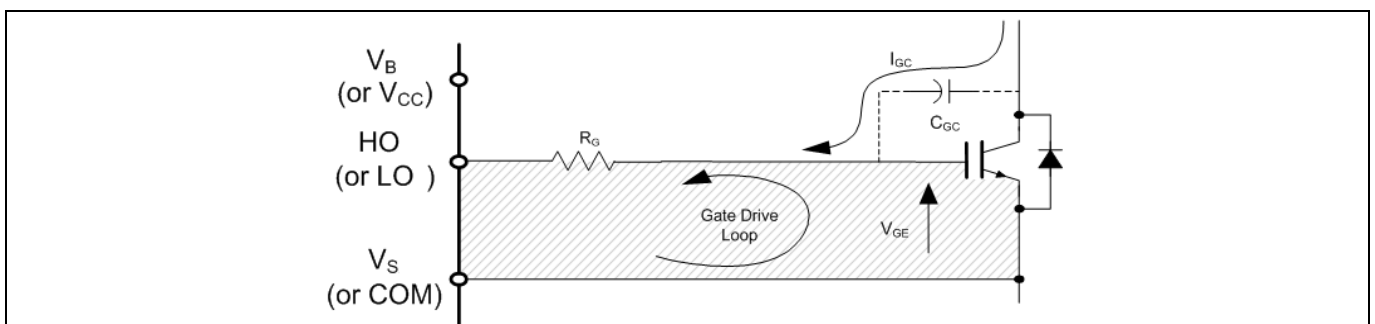 V_B
(or V_CC)
HO
(or LO )
V_S
(or COM)
R_G
I_GC
C_GC
Gate Drive
Loop
V_GE